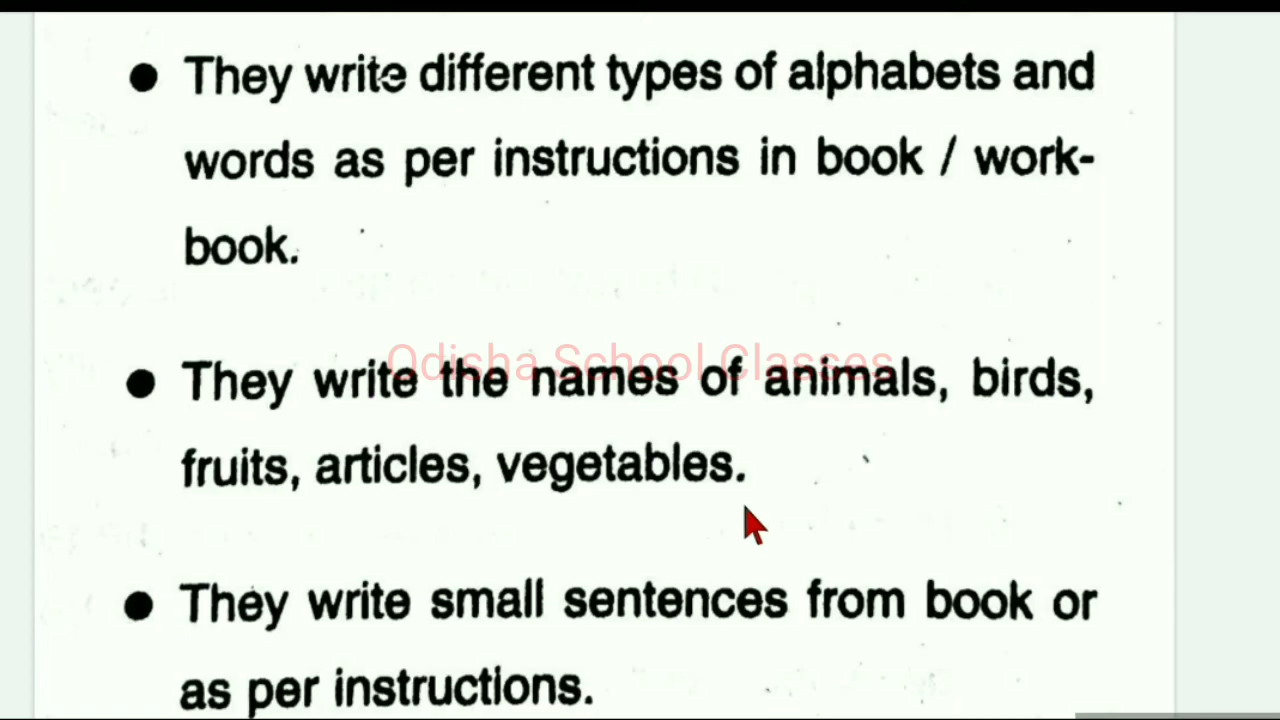 ● They write different types of alphabets and
words as per instructions in book / work-
book.
Odisha School Classes
● They write the names of animals, birds,
fruits, articles, vegetables.
● They write small sentences from book or
as per instructions.